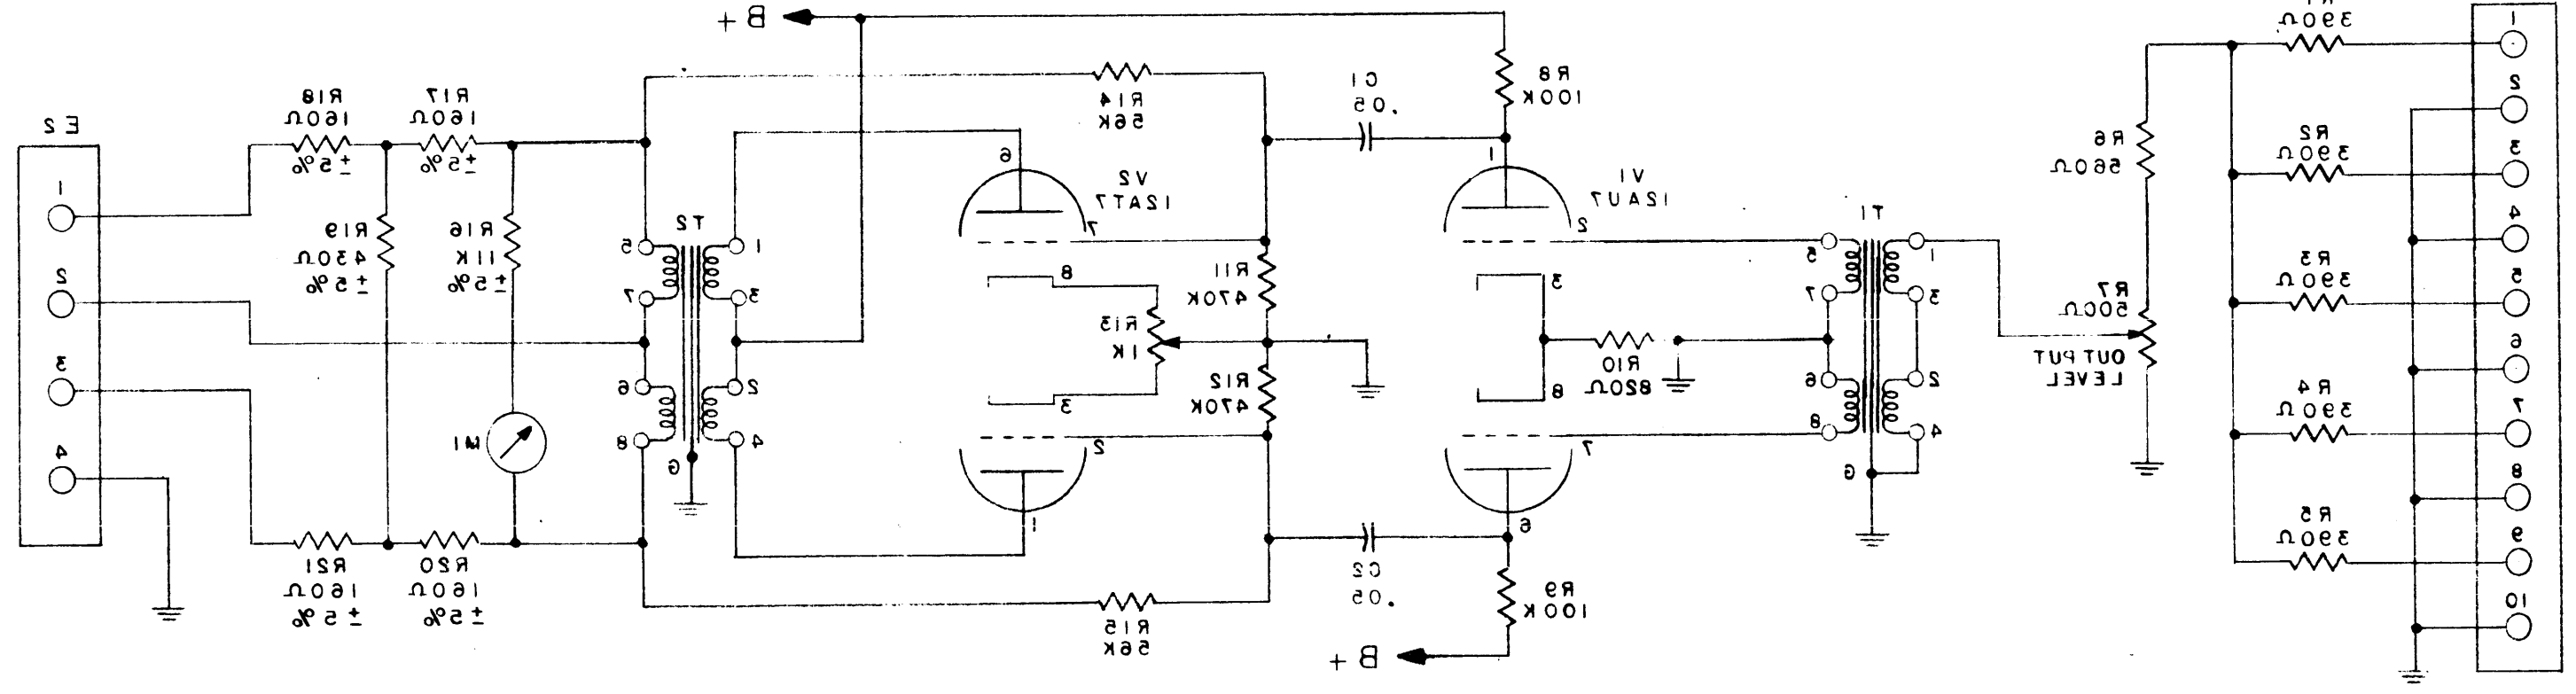 R1
390Ω
1
2
R2
390Ω
3
4
R3
390Ω
5
6
R4
390Ω
7
8
R5
390Ω
9
10
R6
560Ω
R7
500Ω
OUTPUT
LEVEL
T1
1
3
2
4
G
5
7
6
8
R10
820Ω
V1
12AU7
1
2
3
8
7
6
R8
100K
R9
100K
B +
C1
.05
C2
.05
R11
470K
R12
470K
R13
1K
R14
56K
R15
56K
V2
12AT7
6
7
8
3
2
1
B +
T2
1
3
2
4
G
5
7
6
8
R16
11K
±5%
M1
R17
160Ω
±5%
R18
160Ω
±5%
R19
430Ω
±5%
R20
160Ω
±5%
R21
160Ω
±5%
E2
1
2
3
4